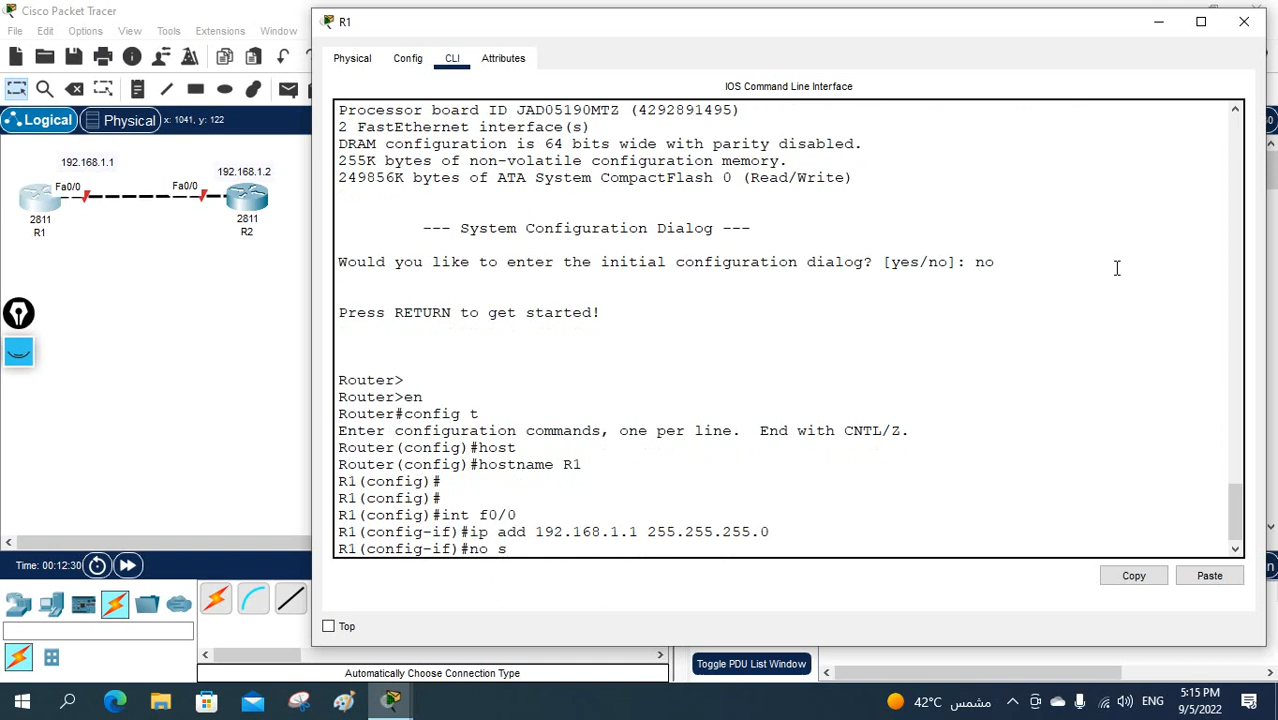 Cisco Packet Tracer
File Edit Options View Tools Extensions Window
Logical Physical x: 1041, y: 122
192.168.1.1
192.168.1.2
Fa0/0
Fa0/0
2811
R1
2811
R2
Time: 00:12:30
Automatically Choose Connection Type
Toggle PDU List Window
R1
Physical Config CLI Attributes
IOS Command Line Interface
Processor board ID JAD05190MTZ (4292891495)
2 FastEthernet interface(s)
DRAM configuration is 64 bits wide with parity disabled.
255K bytes of non-volatile configuration memory.
249856K bytes of ATA System CompactFlash 0 (Read/Write)
--- System Configuration Dialog ---
Would you like to enter the initial configuration dialog? [yes/no]: no
Press RETURN to get started!
Router>
Router>en
Router#config t
Enter configuration commands, one per line.  End with CNTL/Z.
Router(config)#host
Router(config)#hostname R1
R1(config)#
R1(config)#
R1(config)#int f0/0
R1(config-if)#ip add 192.168.1.1 255.255.255.0
R1(config-if)#no s
Copy Paste
Top
42°C مشمس
ENG
5:15 PM
9/5/2022